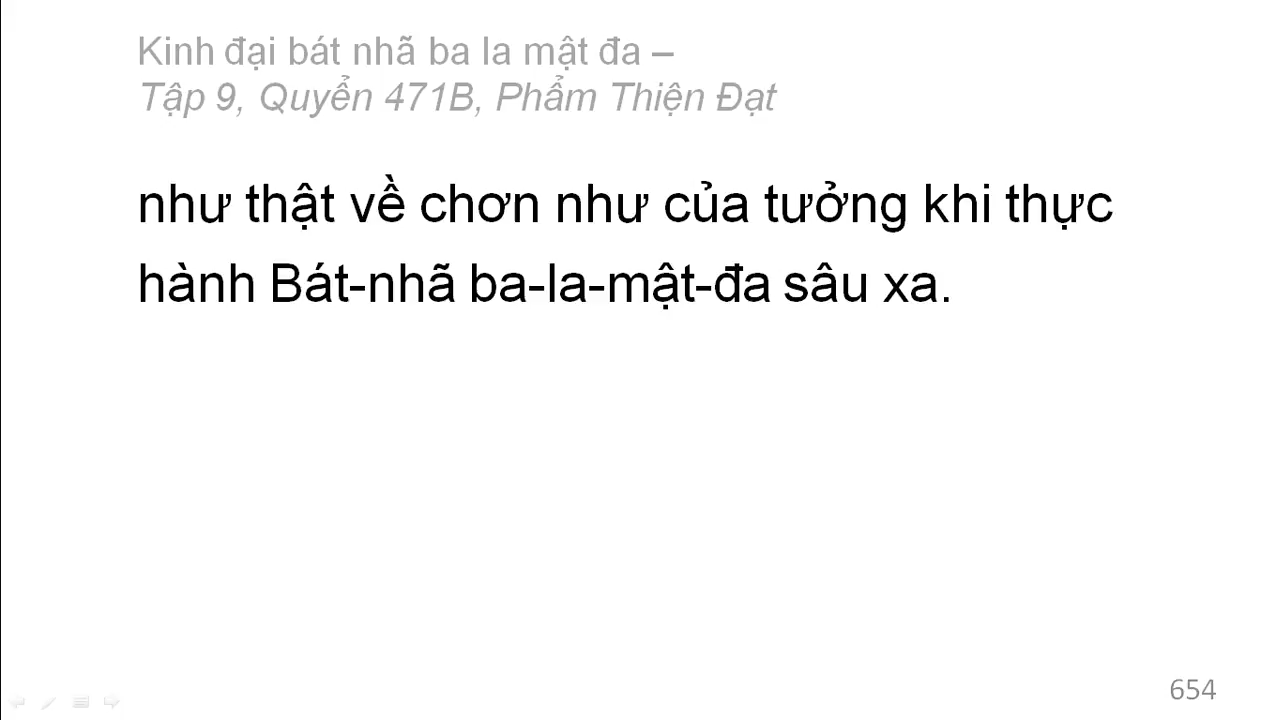 Kinh đại bát nhã ba la mật đa –
Tập 9, Quyển 471B, Phẩm Thiện Đạt
như thật về chơn như của tưởng khi thực
hành Bát-nhã ba-la-mật-đa sâu xa.
654